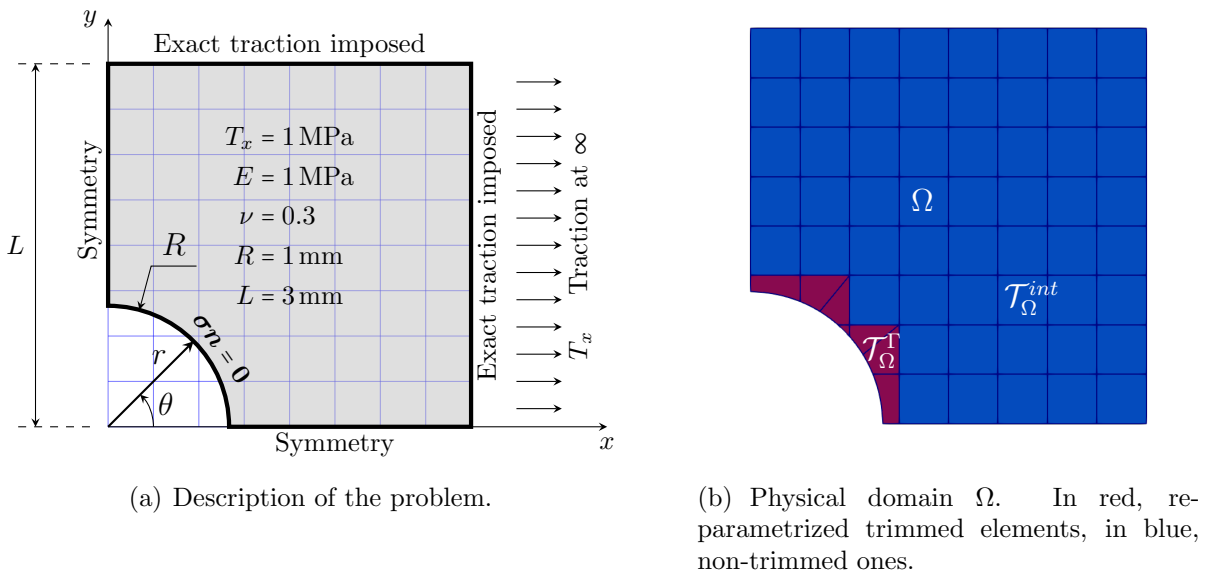 y
Exact traction imposed
T_x = 1 MPa
E = 1 MPa
ν = 0.3
R = 1 mm
L = 3 mm
L
Symmetry
R
σn = 0
r
θ
Exact traction imposed
T_x Traction at ∞
Symmetry
x
(a) Description of the problem.
Ω
𝒯_Ω^{int}
𝒯_Ω^Γ
(b) Physical domain Ω. In red, re-
parametrized trimmed elements, in blue,
non-trimmed ones.